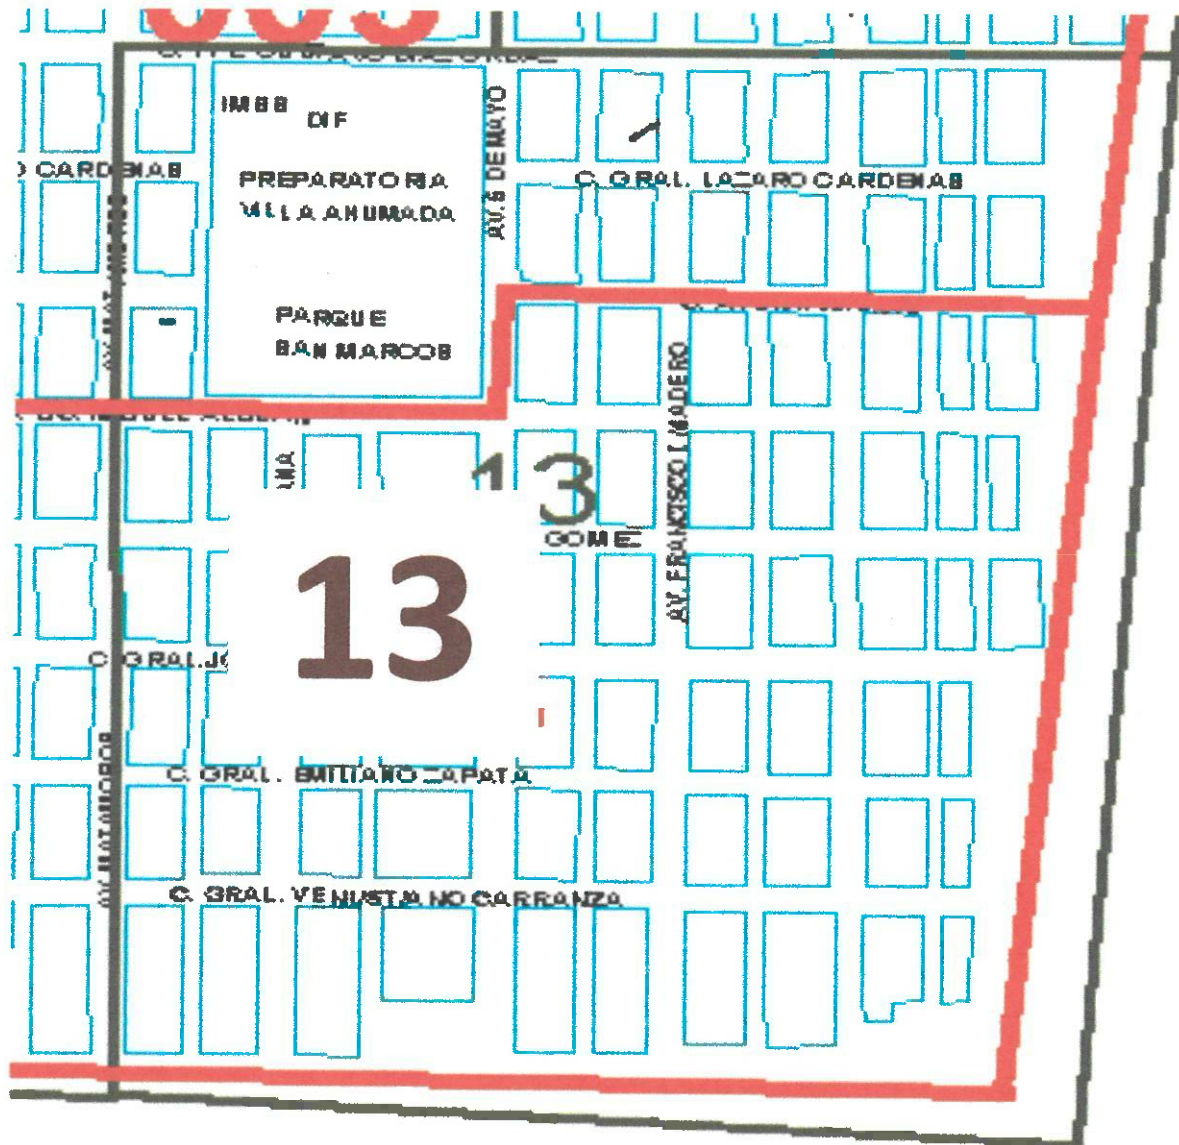 IMSS
DIF
PREPARATORIA
VILLA AHUMADA
AV. 5 DE MAYO
C. GRAL. LAZARO CARDENAS
O CARDENAS
PARQUE
SAN MARCOS
AV. FRANCISCO I. MADERO
13
GOMEZ
13
C. GRAL. JO
C. GRAL. EMILIANO ZAPATA
AV. MATAMOROS
C. GRAL. VENUSTIANO CARRANZA